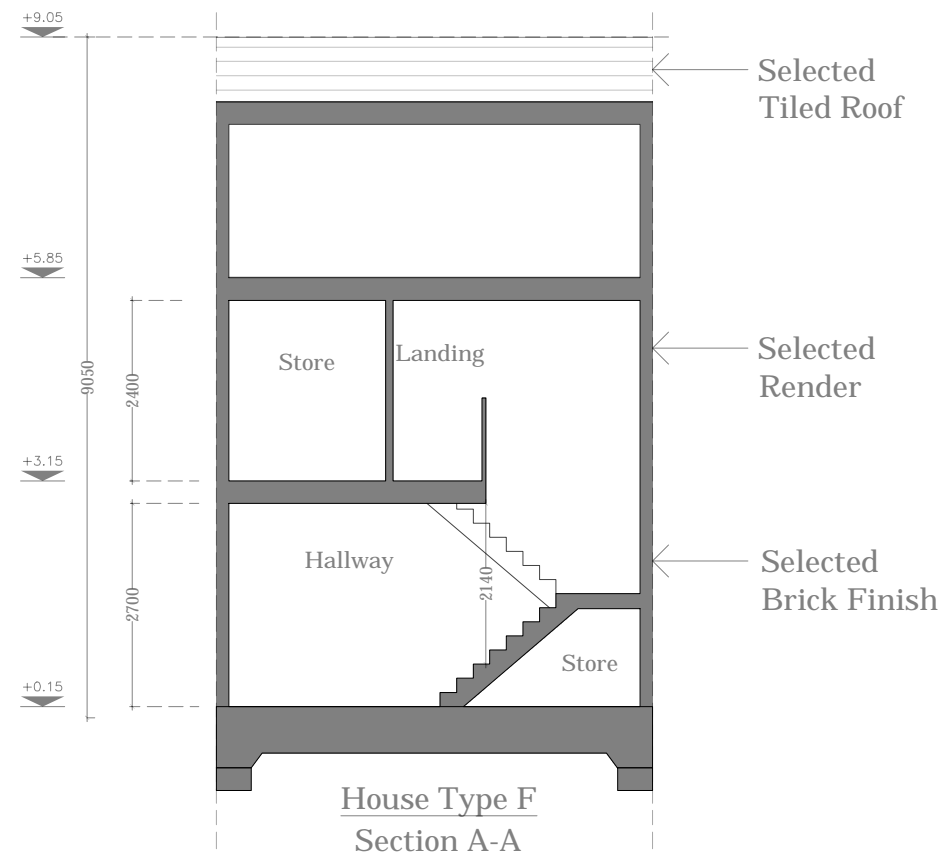 +9.05
Selected
Tiled Roof
+5.85
Store
Landing
Selected
Render
9050
2400
+3.15
Hallway
Selected
Brick Finish
2700
2140
Store
+0.15
House Type F
Section A-A